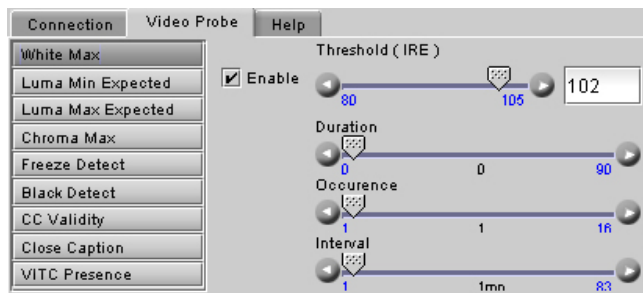 Connection Video Probe Help
White Max
Luma Min Expected
Luma Max Expected
Chroma Max
Freeze Detect
Black Detect
CC Validity
Close Caption
VITC Presence
Enable
Threshold ( IRE )
80 105 102
Duration
0 0 90
Occurence
1 1 16
Interval
1 1mn 83